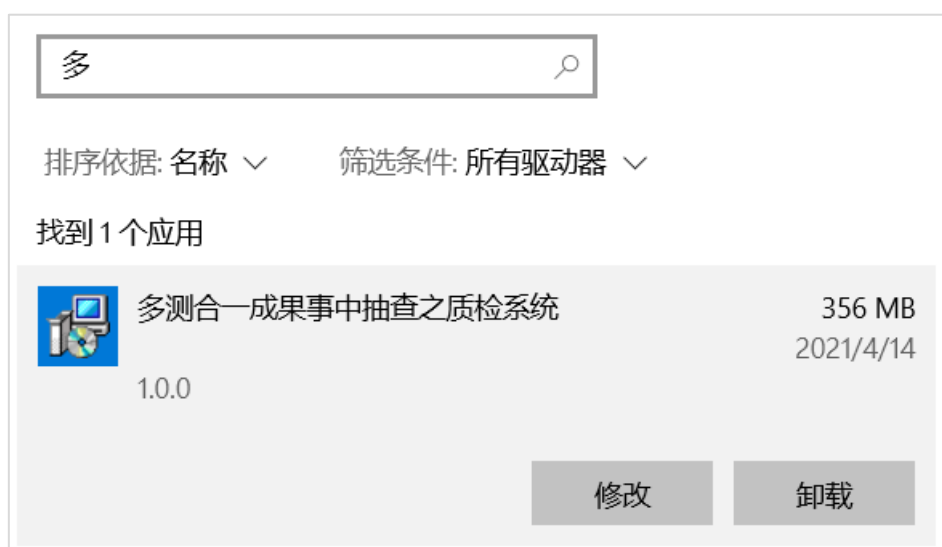 多
排序依据: 名称 筛选条件: 所有驱动器
找到 1 个应用
多测合一成果事中抽查之质检系统 356 MB
2021/4/14
1.0.0
修改 卸载